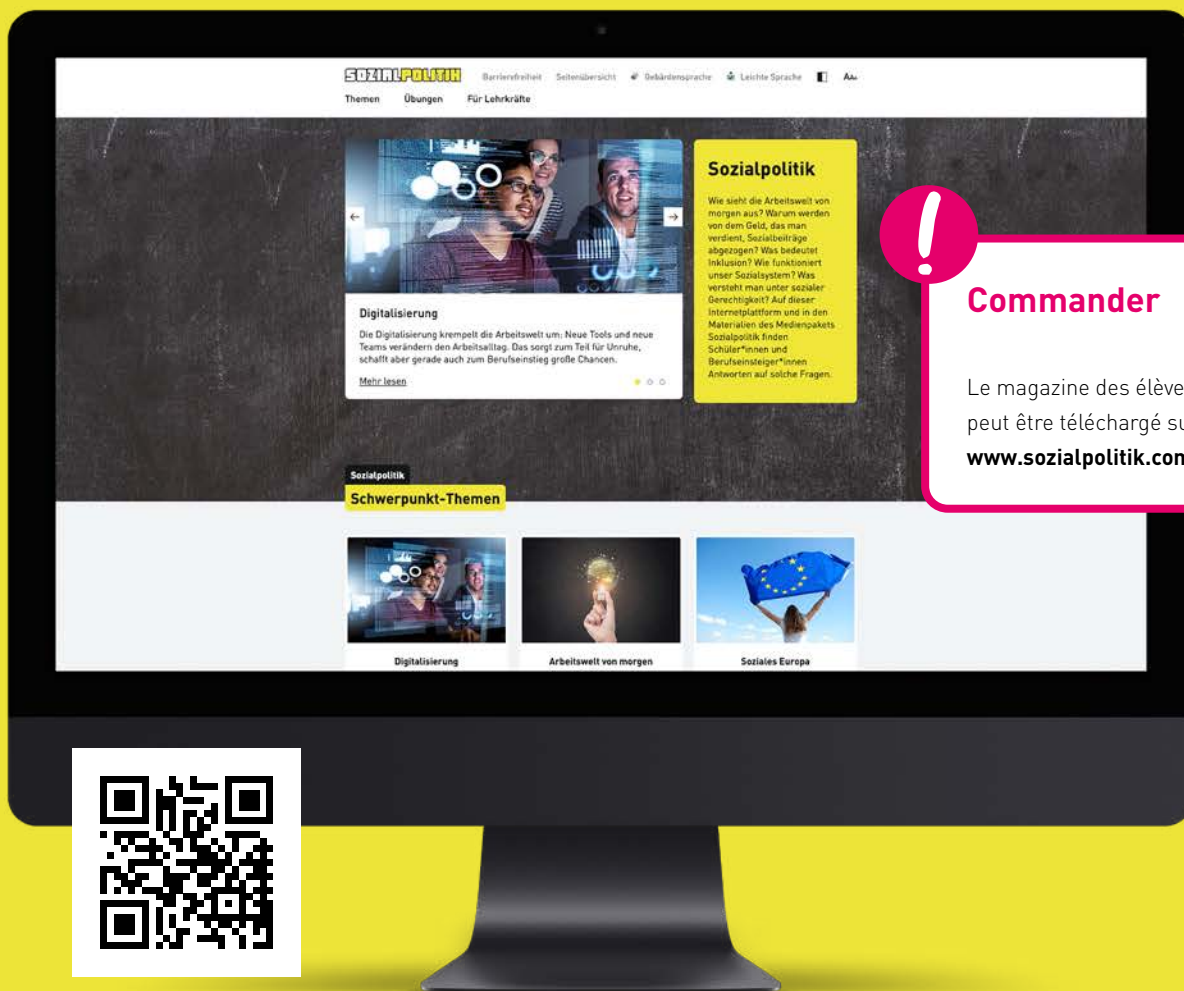 SOZIALPOLITIK
Barrierefreiheit Seitenübersicht Gebärdensprache Leichte Sprache AA
Themen Übungen Für Lehrkräfte
Digitalisierung
Die Digitalisierung krempelt die Arbeitswelt um: Neue Tools und neue
Teams verändern den Arbeitsalltag. Das sorgt zum Teil für Unruhe,
schafft aber gerade auch zum Berufseinstieg große Chancen.
Mehr lesen
Sozialpolitik
Wie sieht die Arbeitswelt von
morgen aus? Warum werden
von dem Geld, das man
verdient, Sozialbeiträge
abgezogen? Was bedeutet
Inklusion? Wie funktioniert
unser Sozialsystem? Was
versteht man unter sozialer
Gerechtigkeit? Auf dieser
Internetplattform und in den
Materialien des Medienpakets
Sozialpolitik finden
Schüler*innen und
Berufseinsteiger*innen
Antworten auf solche Fragen.
!
Commander
Le magazine des élève
peut être téléchargé su
www.sozialpolitik.com
Sozialpolitik
Schwerpunkt-Themen
Digitalisierung
Arbeitswelt von morgen
Soziales Europa